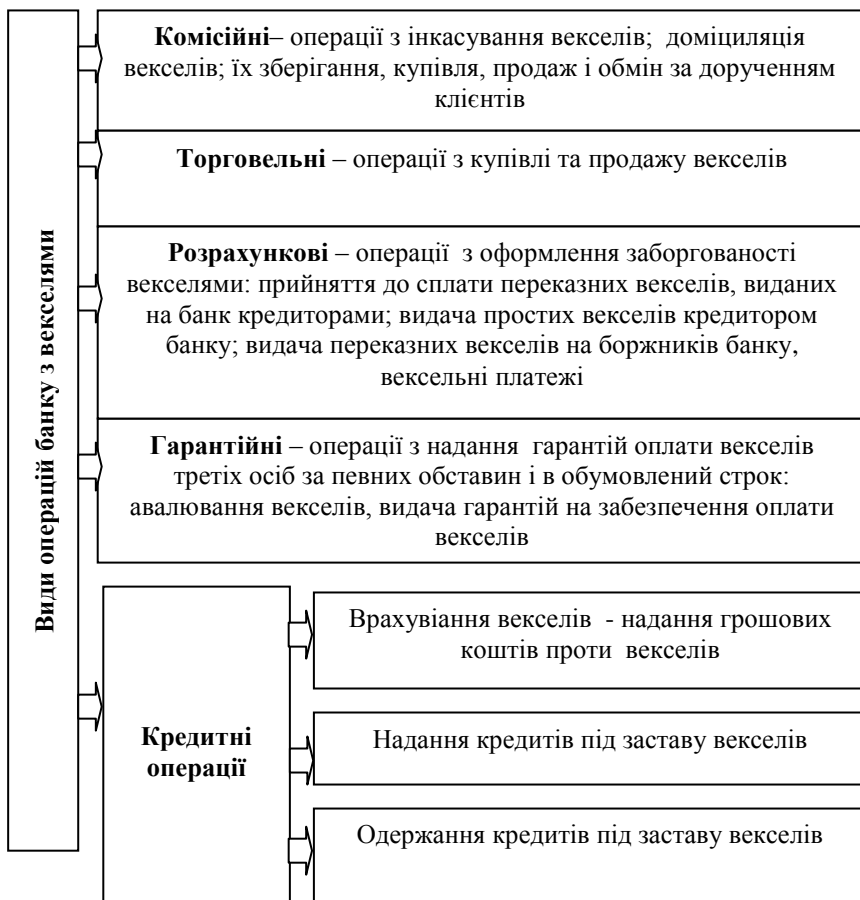 Види операцій банку з векселями
Комісійні– операції з інкасування векселів; доміциляція
векселів; їх зберігання, купівля, продаж і обмін за дорученням
клієнтів
Торговельні – операції з купівлі та продажу векселів
Розрахункові – операції з оформлення заборгованості
векселями: прийняття до сплати переказних векселів, виданих
на банк кредиторами; видача простих векселів кредитором
банку; видача переказних векселів на боржників банку,
вексельні платежі
Гарантійні – операції з надання гарантій оплати векселів
третіх осіб за певних обставин і в обумовлений строк:
авалювання векселів, видача гарантій на забезпечення оплати
векселів
Кредитні
операції
Врахувіання векселів - надання грошових
коштів проти векселів
Надання кредитів під заставу векселів
Одержання кредитів під заставу векселів